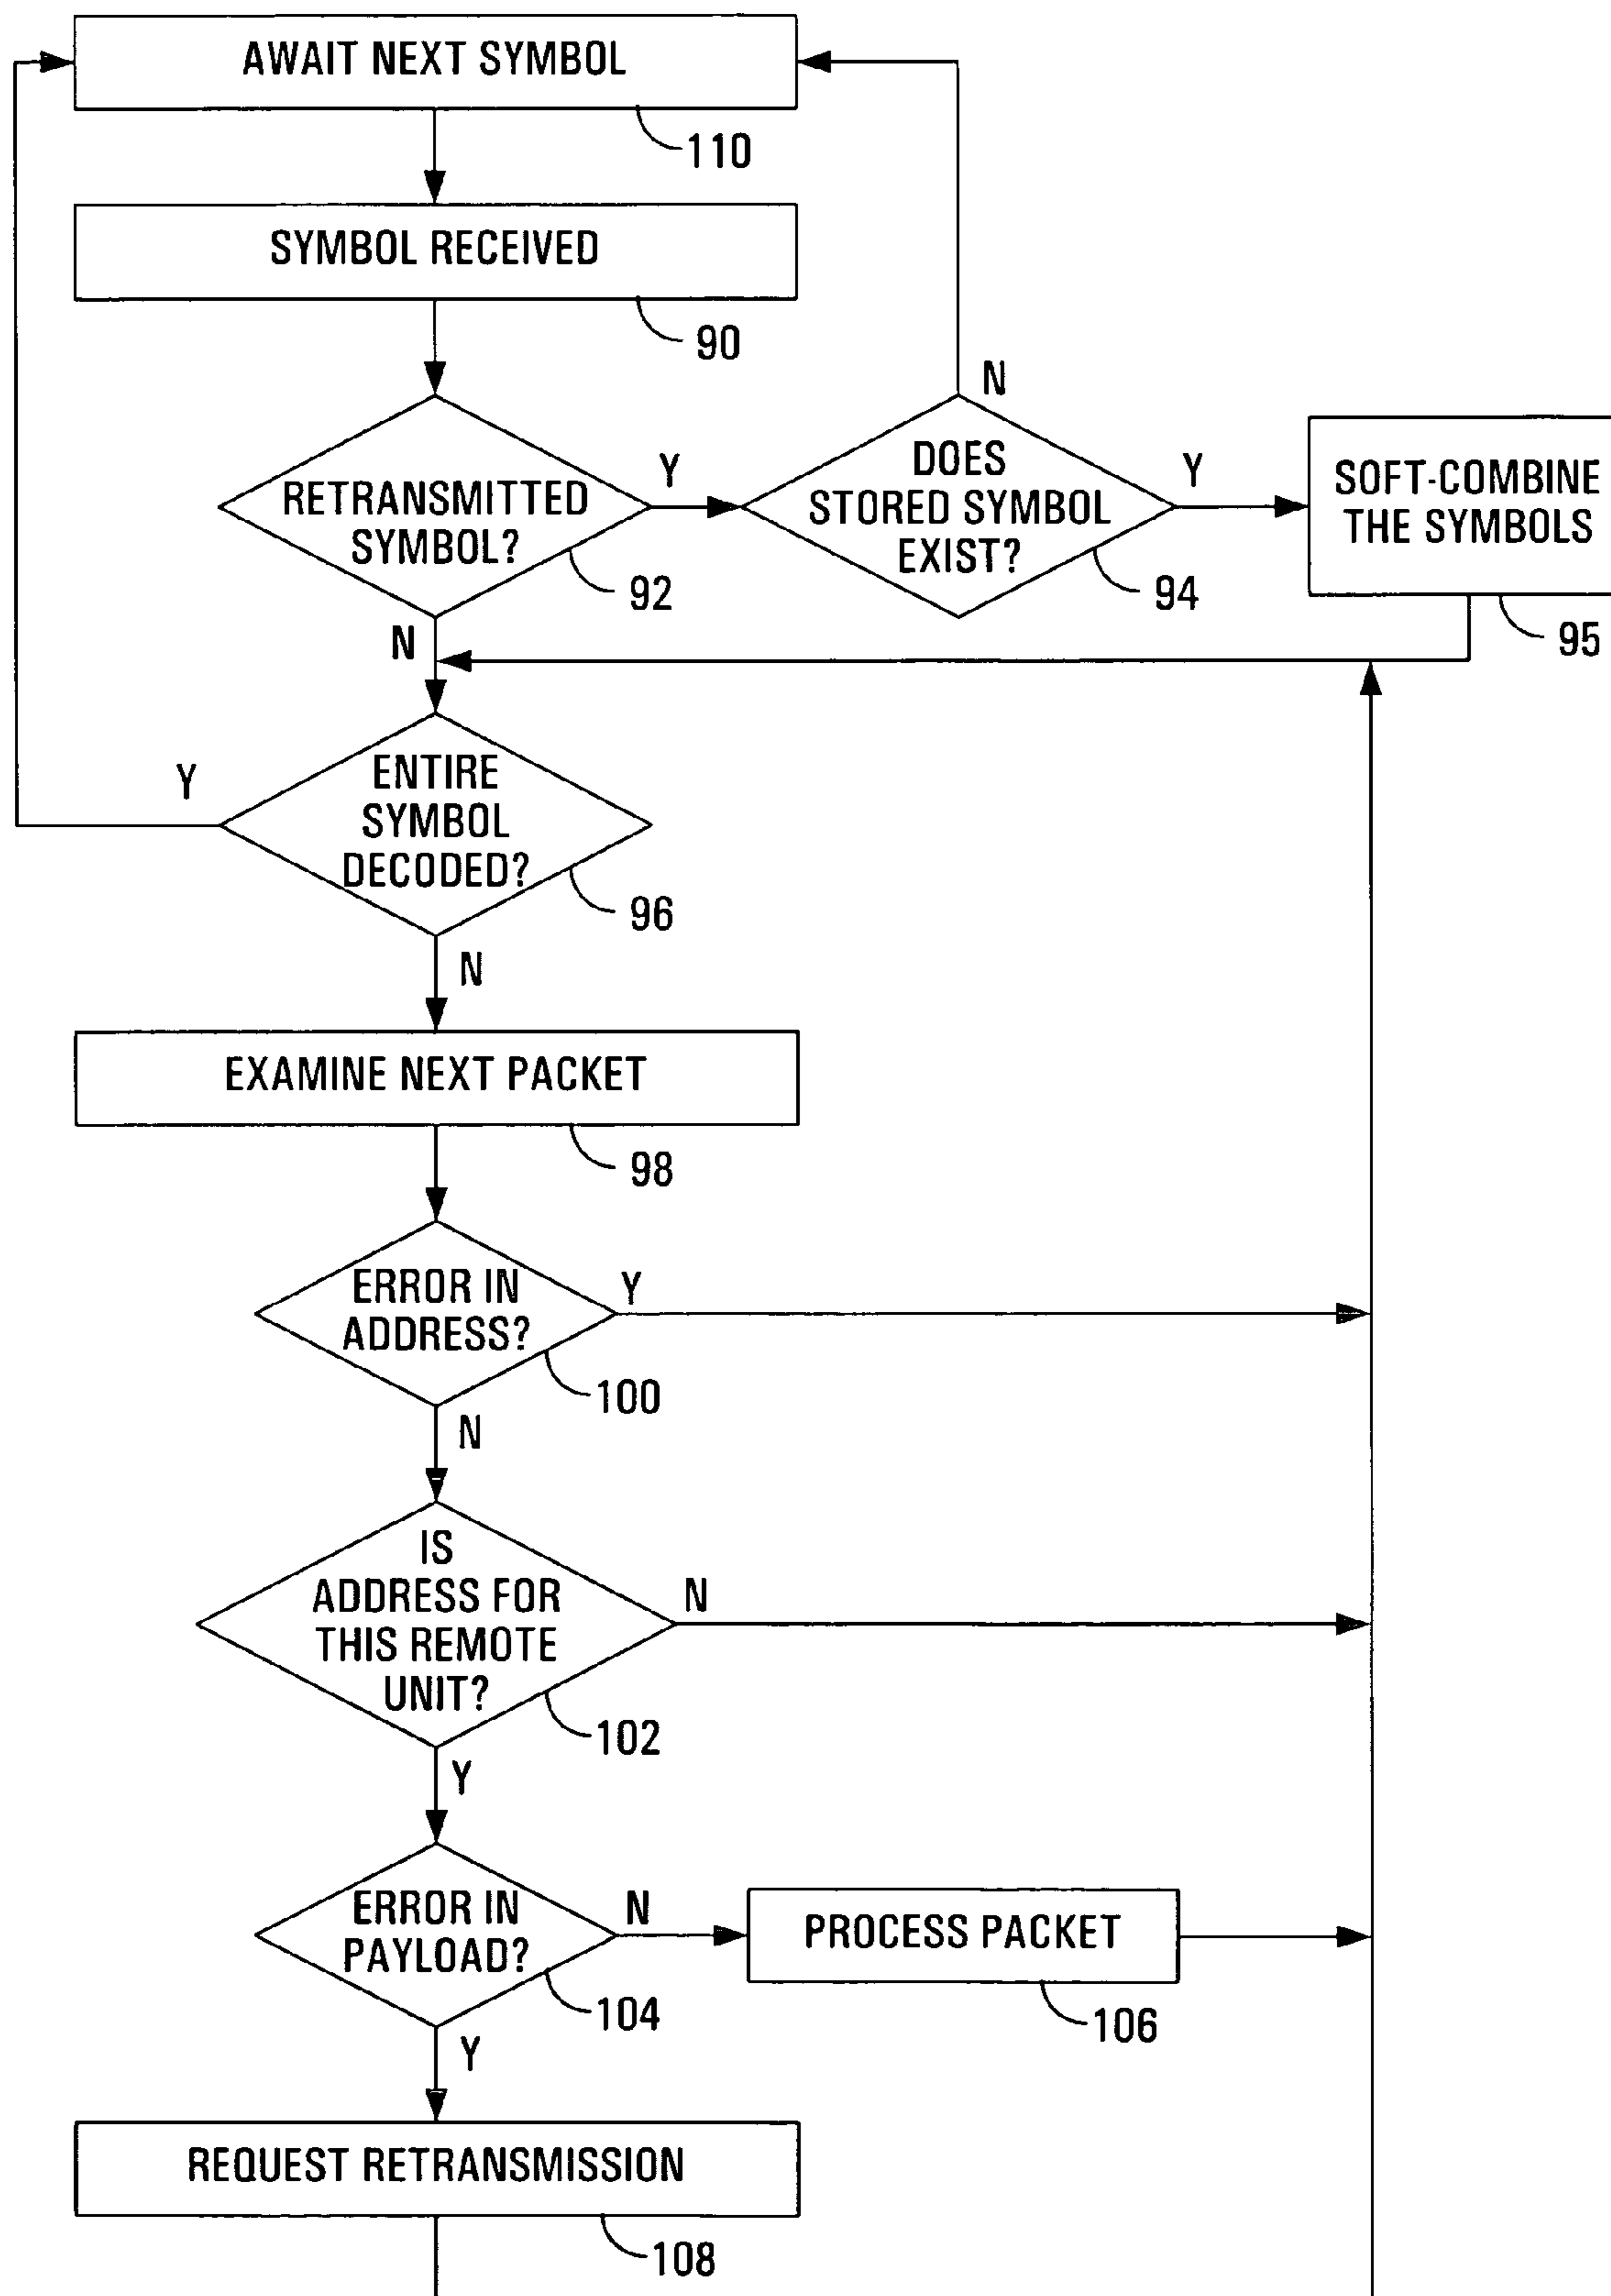 AWAIT NEXT SYMBOL
110
SYMBOL RECEIVED
90
RETRANSMITTED
SYMBOL?
92
Y
N
DOES
STORED SYMBOL
EXIST?
94
N
Y
SOFT-COMBINE
THE SYMBOLS
95
ENTIRE
SYMBOL
DECODED?
96
Y
N
EXAMINE NEXT PACKET
98
ERROR IN
ADDRESS?
100
Y
N
IS
ADDRESS FOR
THIS REMOTE
UNIT?
102
N
Y
ERROR IN
PAYLOAD?
104
N
PROCESS PACKET
106
Y
REQUEST RETRANSMISSION
108